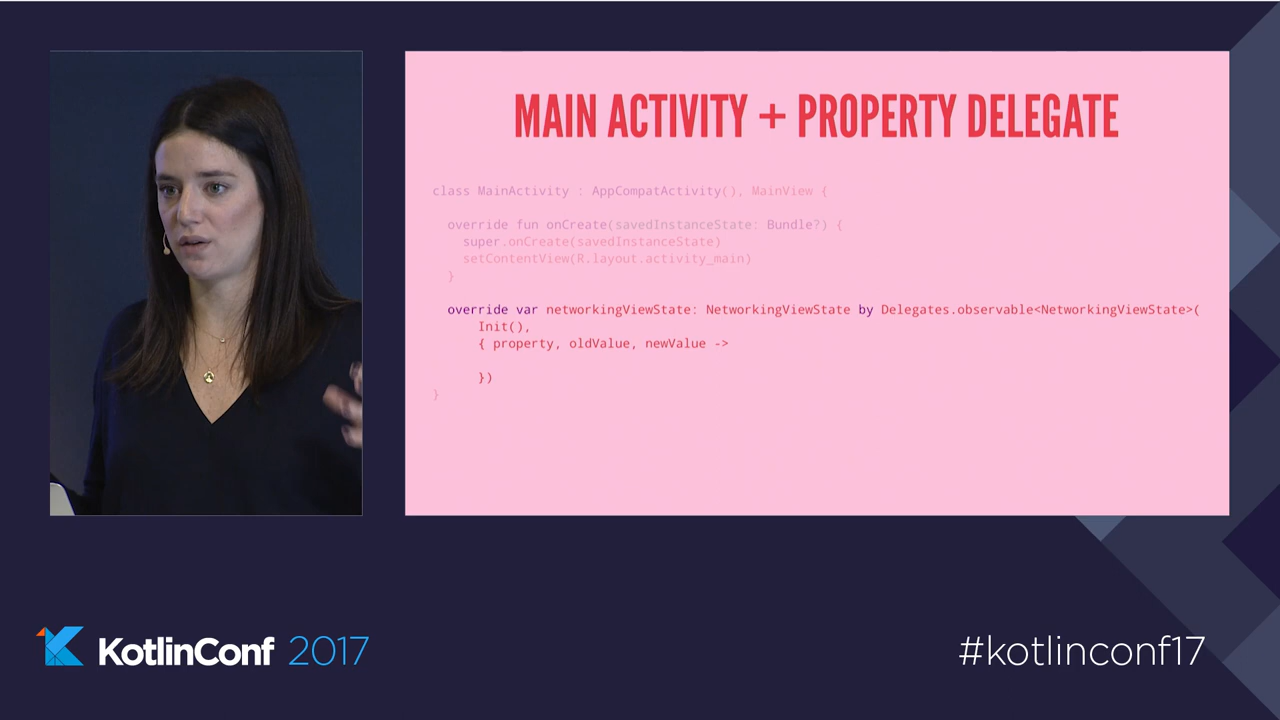 MAIN ACTIVITY + PROPERTY DELEGATE
class MainActivity : AppCompatActivity(), MainView {
override fun onCreate(savedInstanceState: Bundle?) {
super.onCreate(savedInstanceState)
setContentView(R.layout.activity_main)
}
override var networkingViewState: NetworkingViewState by Delegates.observable<NetworkingViewState>(
Init(),
{ property, oldValue, newValue ->
})
}
KotlinConf 2017
#kotlinconf17